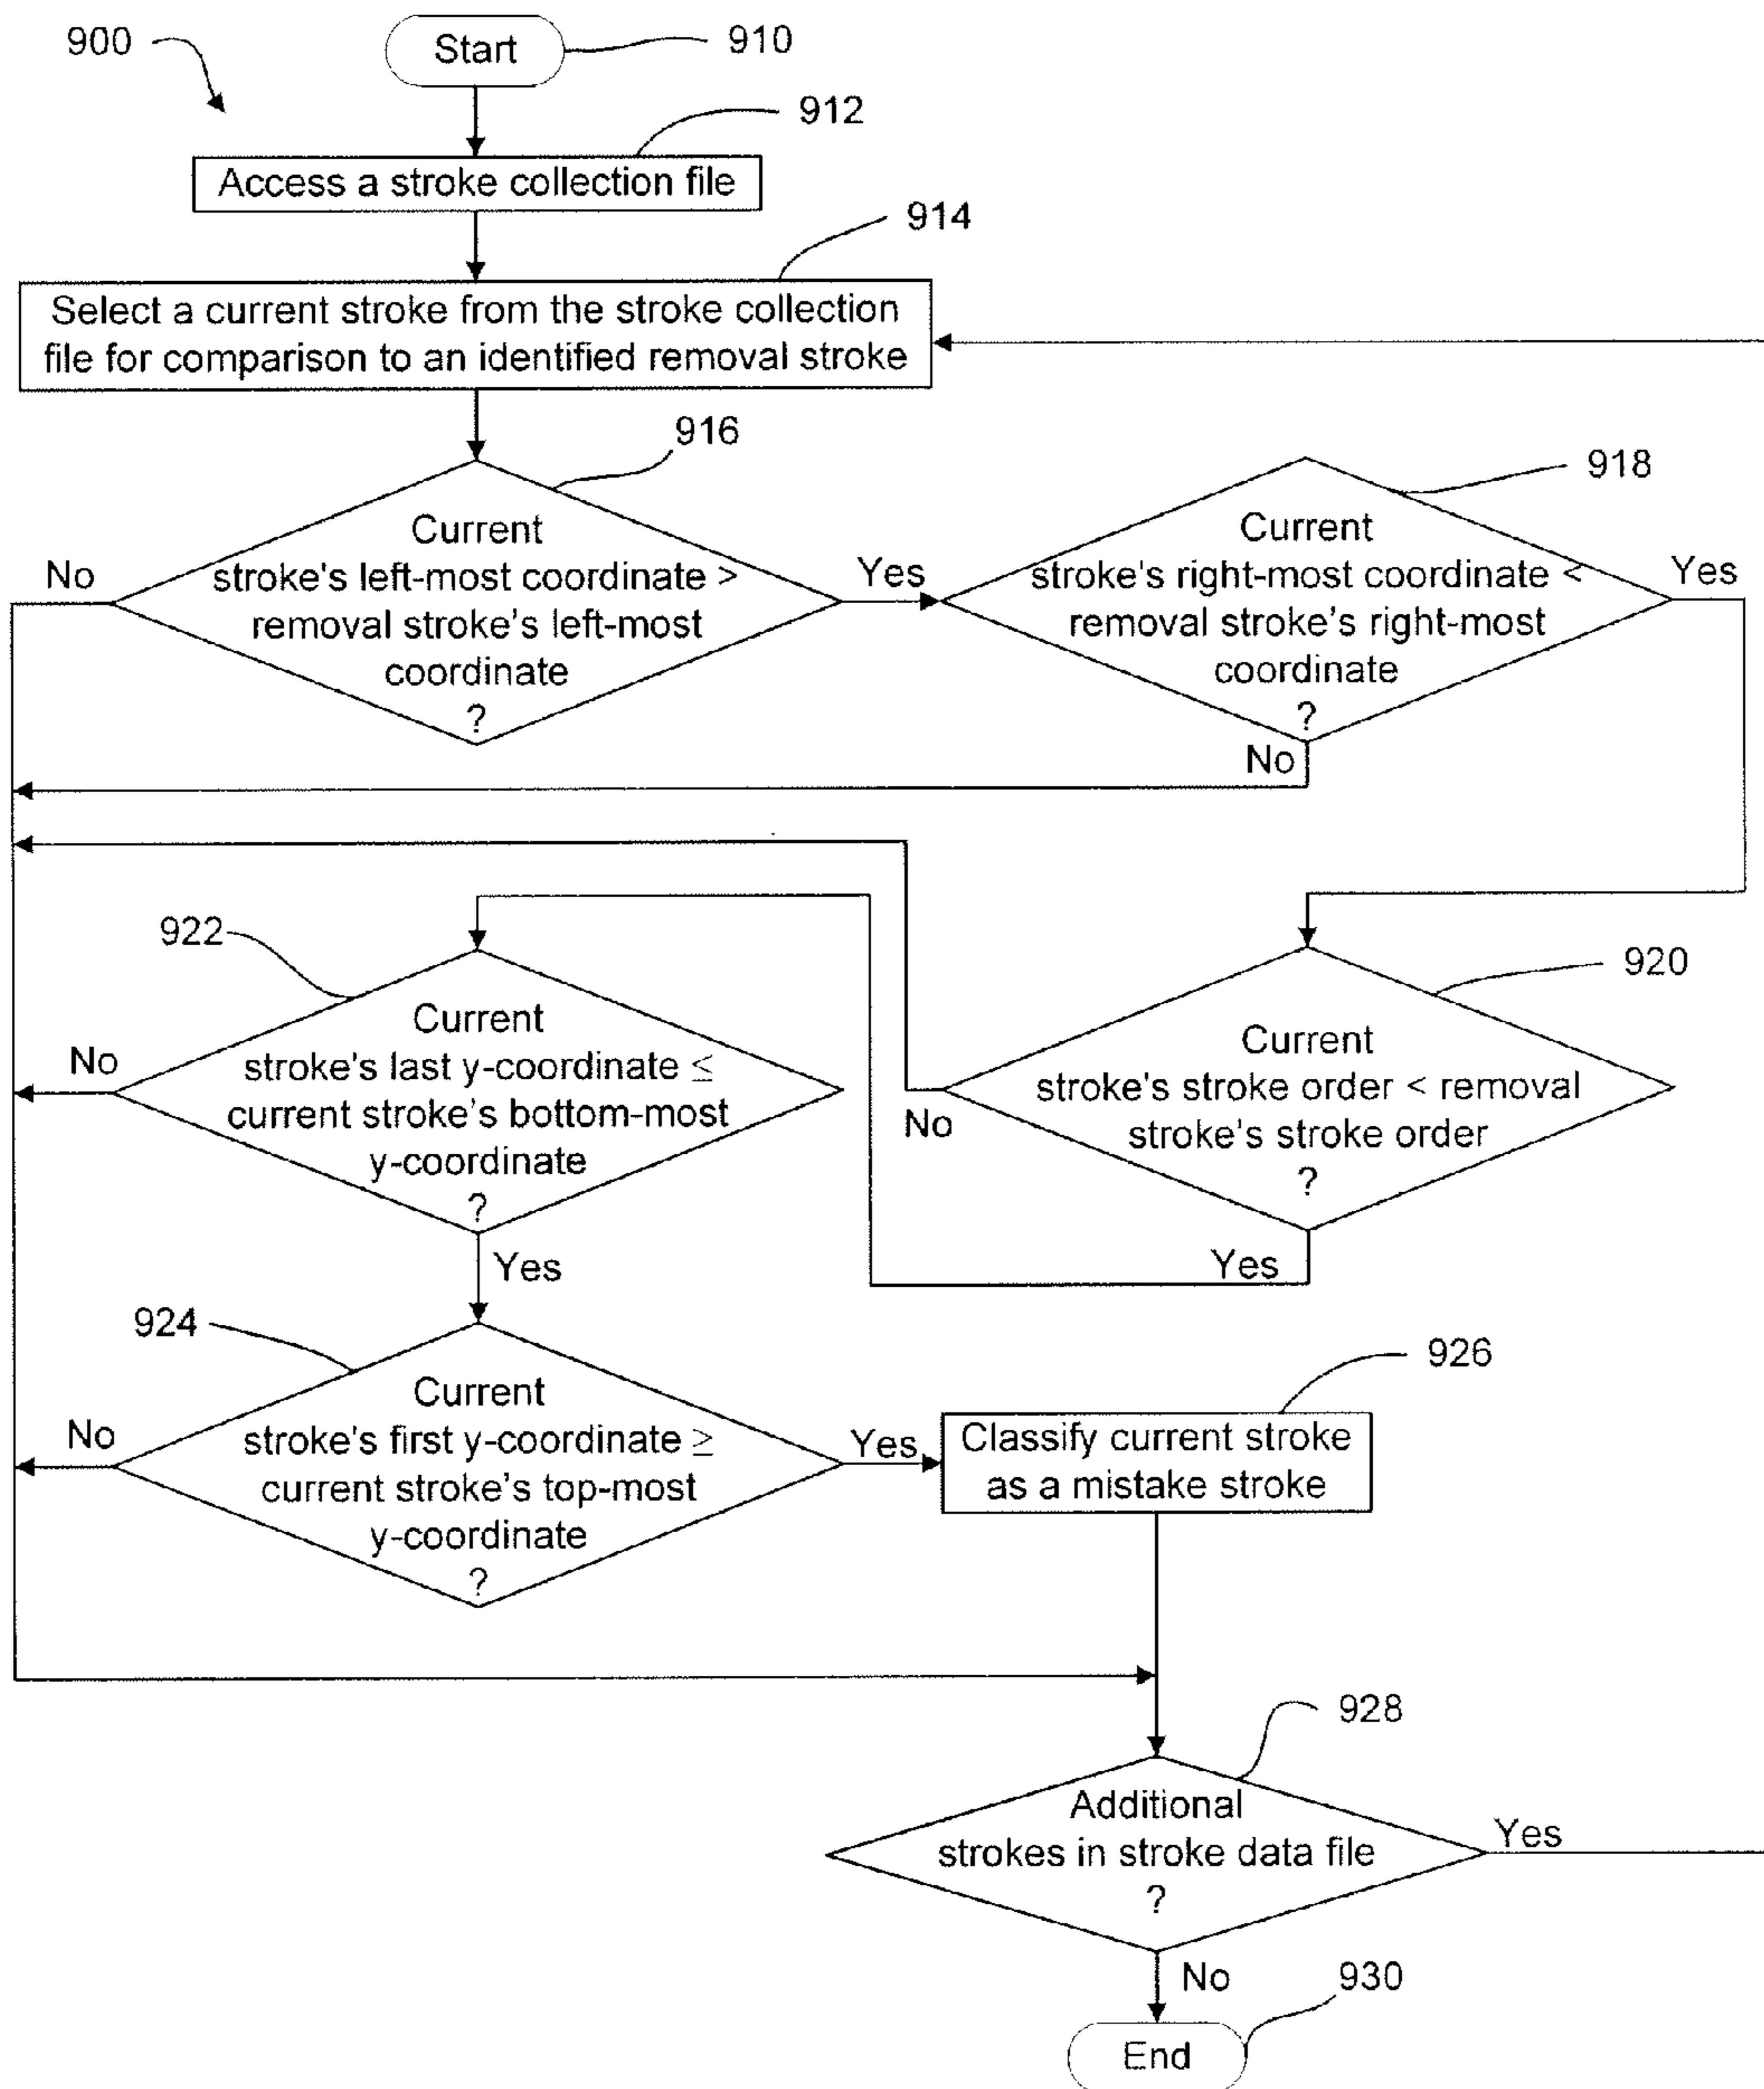 900
Start
910
912
Access a stroke collection file
914
Select a current stroke from the stroke collection
file for comparison to an identified removal stroke
916
Current
stroke's left-most coordinate >
removal stroke's left-most
coordinate
?
No
Yes
918
Current
stroke's right-most coordinate <
removal stroke's right-most
coordinate
?
Yes
No
920
Current
stroke's stroke order < removal
stroke's stroke order
?
No
Yes
922
Current
stroke's last y-coordinate ≤
current stroke's bottom-most
y-coordinate
?
No
Yes
924
Current
stroke's first y-coordinate ≥
current stroke's top-most
y-coordinate
?
No
Yes
926
Classify current stroke
as a mistake stroke
928
Additional
strokes in stroke data file
?
Yes
No
930
End